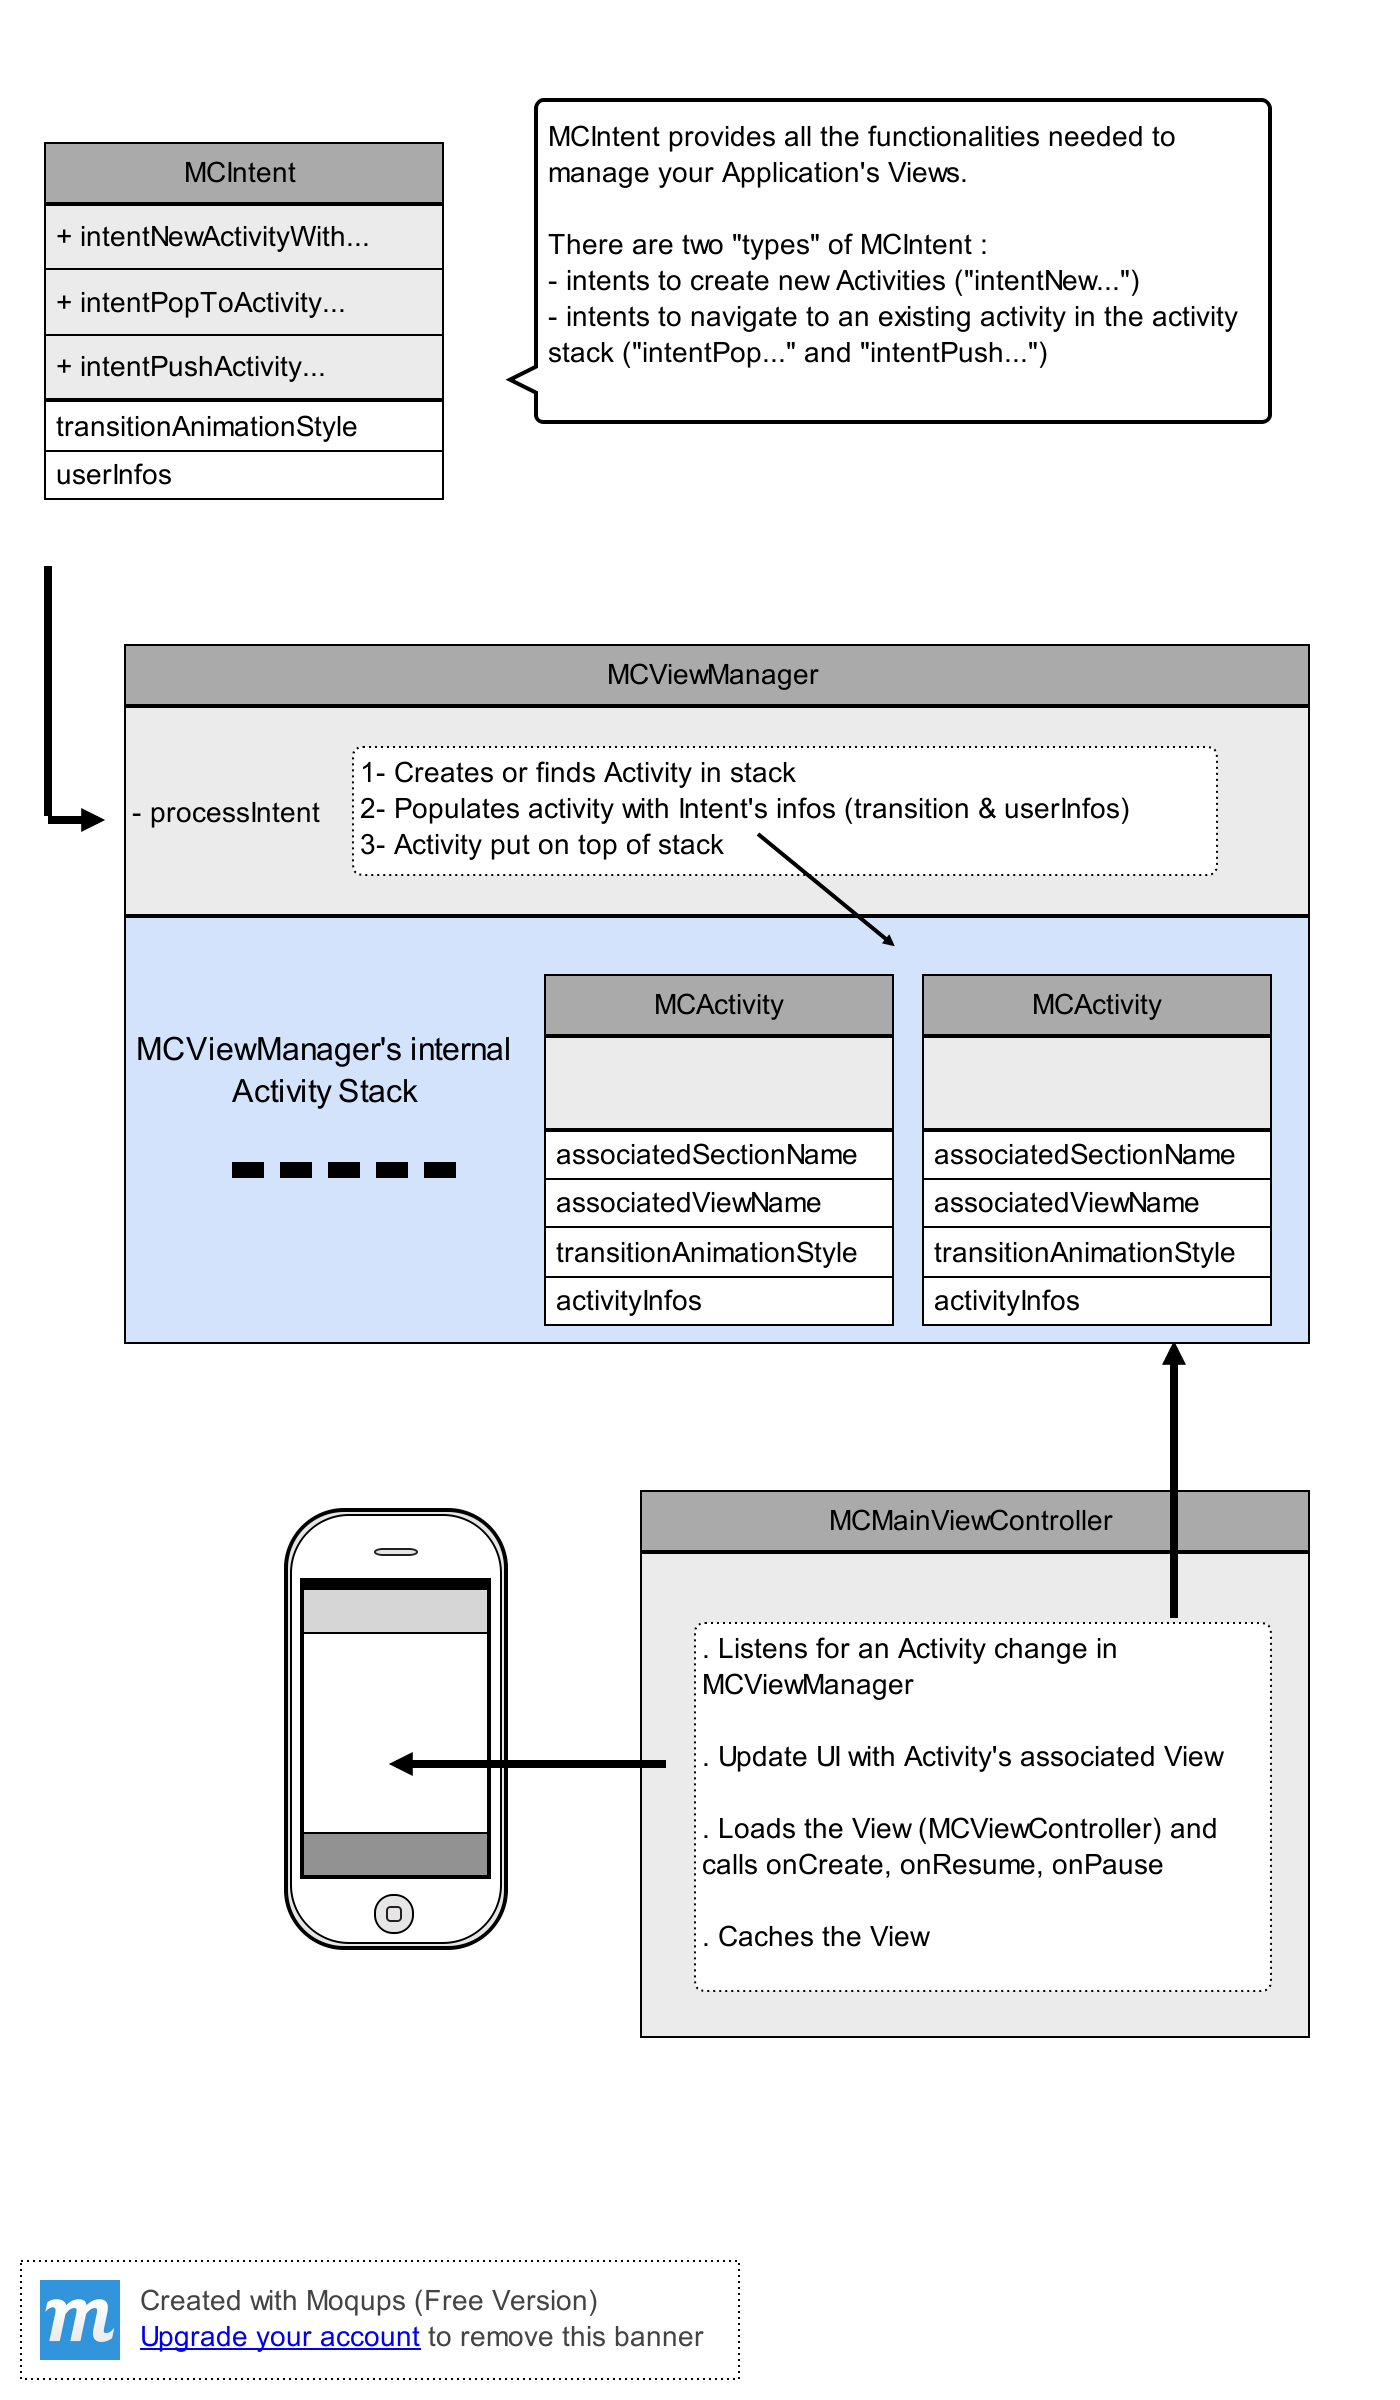 MCIntent
+ intentNewActivityWith...
+ intentPopToActivity...
+ intentPushActivity...
transitionAnimationStyle
userInfos
MCIntent provides all the functionalities needed to
manage your Application's Views.
There are two "types" of MCIntent :
- intents to create new Activities ("intentNew...")
- intents to navigate to an existing activity in the activity
stack ("intentPop..." and "intentPush...")
MCViewManager
- processIntent
1- Creates or finds Activity in stack
2- Populates activity with Intent's infos (transition & userInfos)
3- Activity put on top of stack
MCViewManager's internal
Activity Stack
MCActivity
associatedSectionName
associatedViewName
transitionAnimationStyle
activityInfos
MCActivity
associatedSectionName
associatedViewName
transitionAnimationStyle
activityInfos
MCMainViewController
. Listens for an Activity change in
MCViewManager
. Update UI with Activity's associated View
. Loads the View (MCViewController) and
calls onCreate, onResume, onPause
. Caches the View
m
Created with Moqups (Free Version)
Upgrade your account to remove this banner